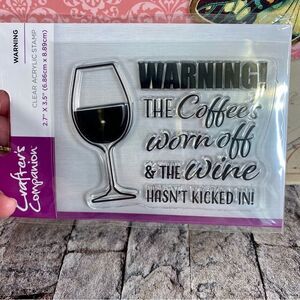 WARNING
CLEAR ACRYLIC STAMP
2.7" X 3.5" (6.86cm x 8.89cm)
Crafter's
Companion
WARNING!
THE Coffee's
worn off
& THE wine
HASN'T KICKED IN!